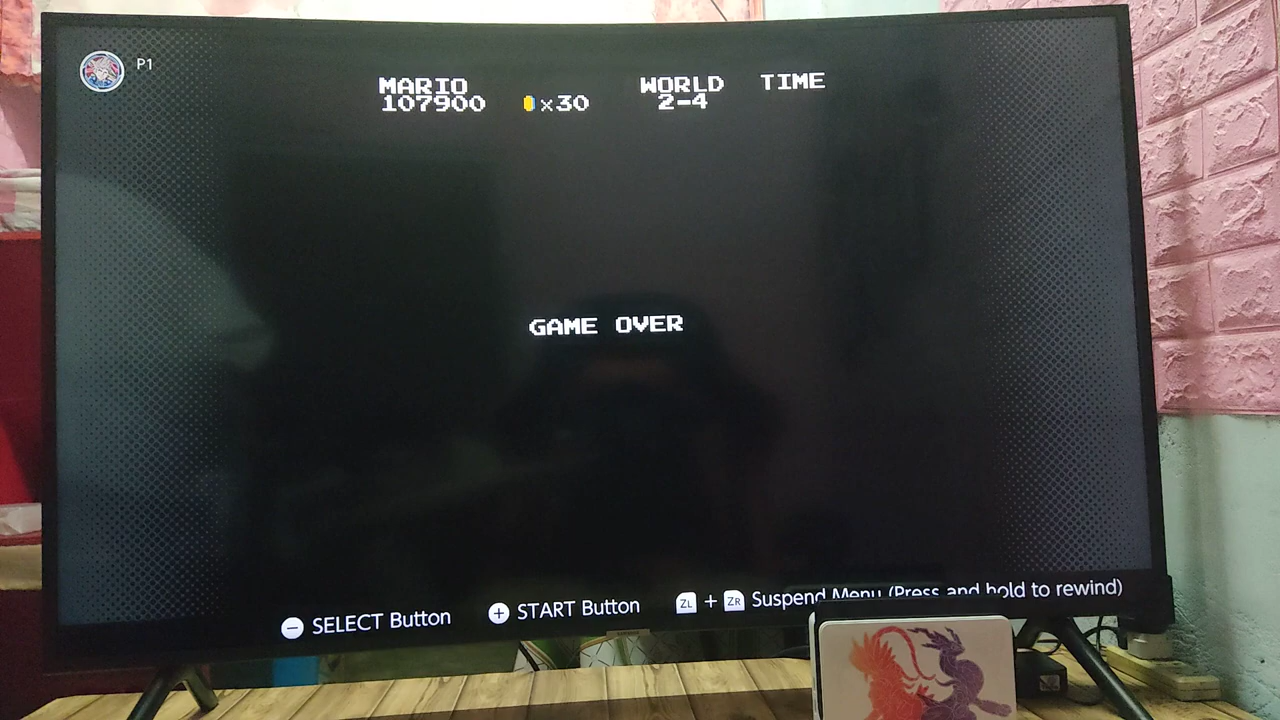 P1
MARIO WORLD TIME
107900 x30 2-4
GAME OVER
SELECT Button START Button ZL + ZR Suspend Menu (Press and hold to rewind)